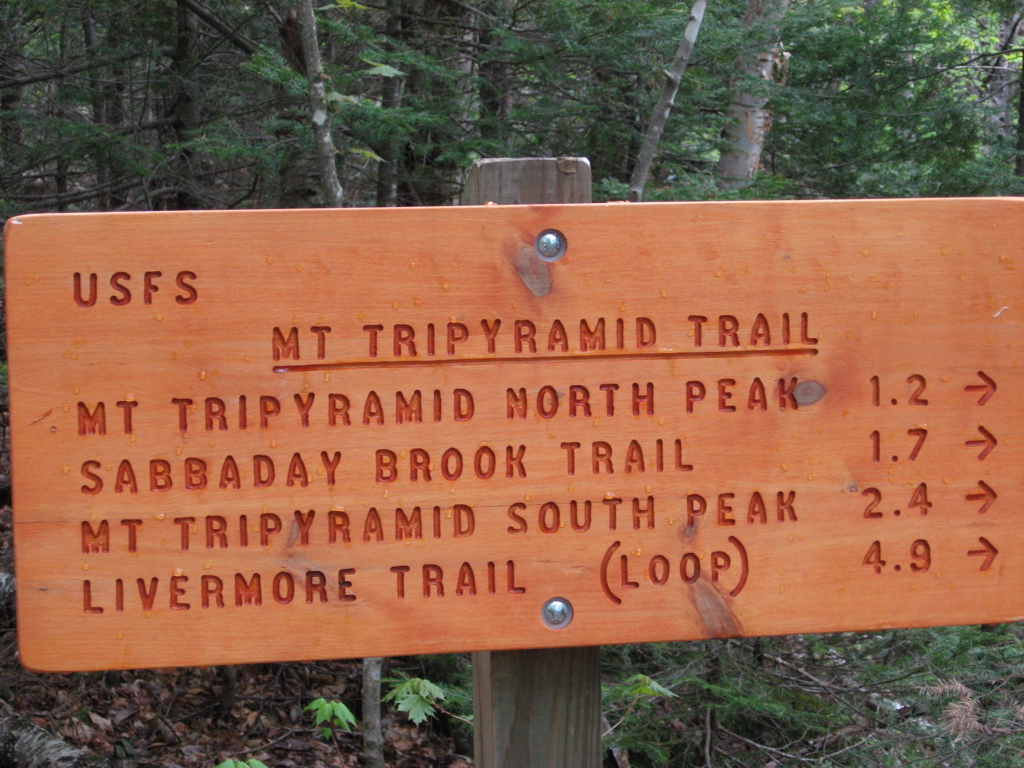 USFS
MT TRIPYRAMID TRAIL
MT TRIPYRAMID NORTH PEAK 1.2 →
SABBADAY BROOK TRAIL 1.7 →
MT TRIPYRAMID SOUTH PEAK 2.4 →
LIVERMORE TRAIL (LOOP) 4.9 →